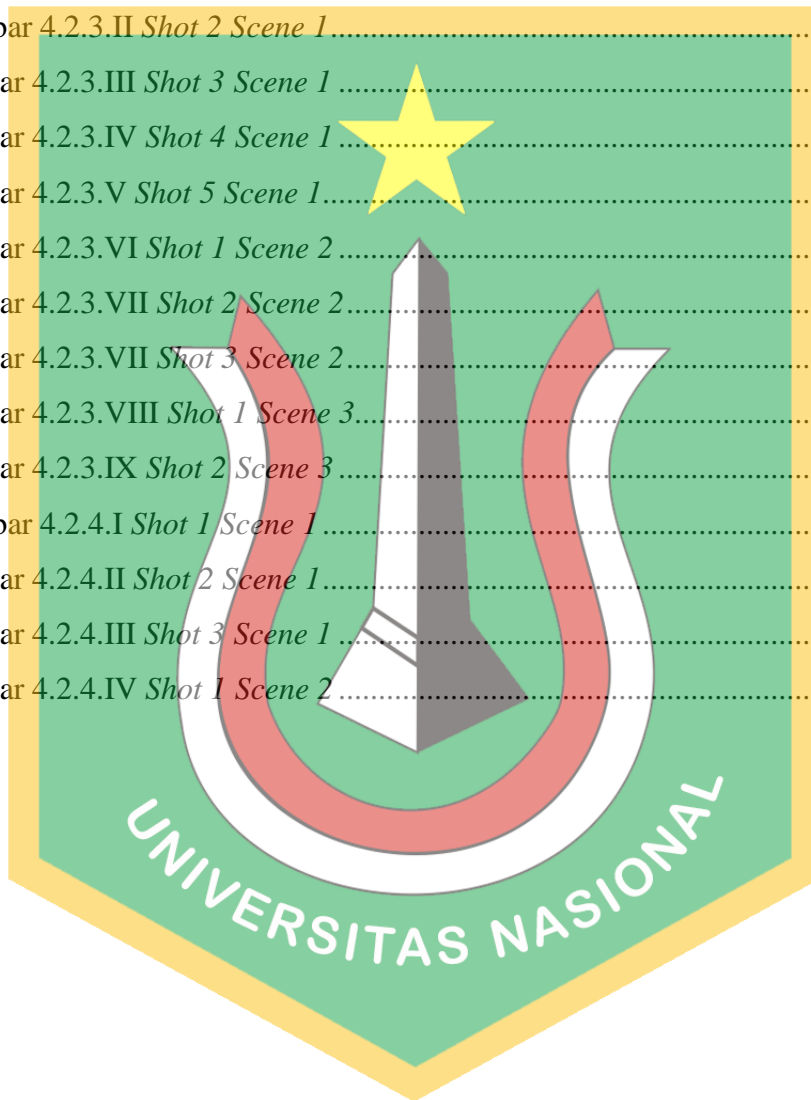 bar 4.2.3.II Shot 2 Scene 1...............................................................
ar 4.2.3.III Shot 3 Scene 1 ..............................................................
ar 4.2.3.IV Shot 4 Scene 1 ..............................................................
ar 4.2.3.V Shot 5 Scene 1................................................................
ar 4.2.3.VI Shot 1 Scene 2 ..............................................................
ar 4.2.3.VII Shot 2 Scene 2.............................................................
ar 4.2.3.VII Shot 3 Scene 2.............................................................
ar 4.2.3.VIII Shot 1 Scene 3............................................................
ar 4.2.3.IX Shot 2 Scene 3 ..............................................................
bar 4.2.4.I Shot 1 Scene 1 ...............................................................
ar 4.2.4.II Shot 2 Scene 1................................................................
ar 4.2.4.III Shot 3 Scene 1 ..............................................................
ar 4.2.4.IV Shot 1 Scene 2 ..............................................................
UNIVERSITAS NASIONAL